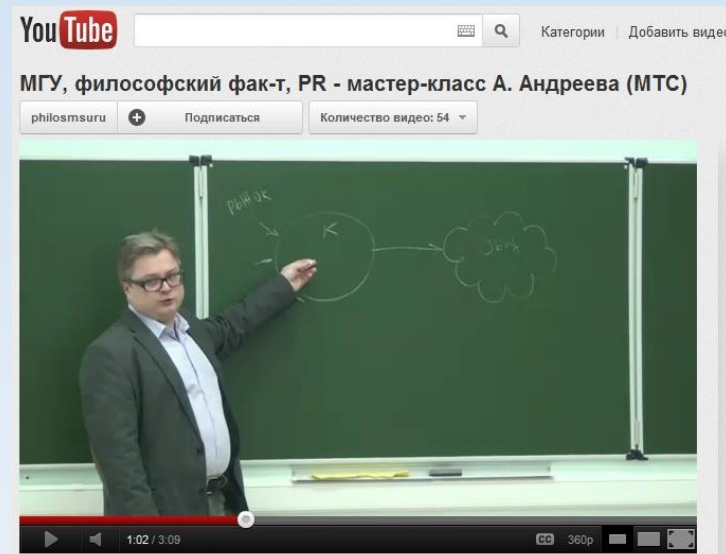 You Tube
Категории | Добавить видео
МГУ, философский фак-т, PR - мастер-класс А. Андреева (МТС)
philosmsuru Подписаться Количество видео: 54
рынок
К
1:02 / 3:09 CC 360p